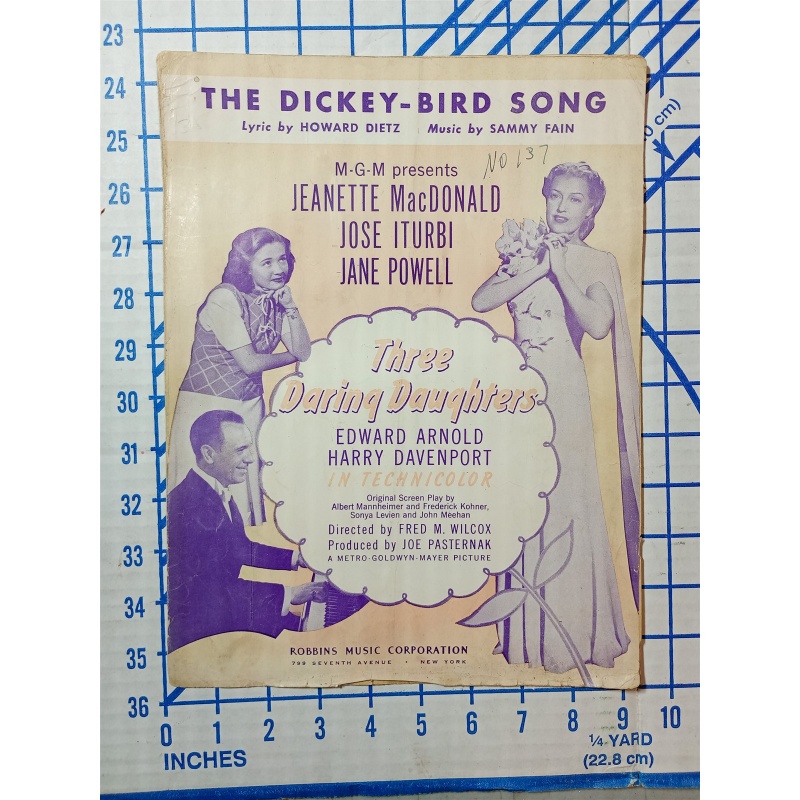 THE DICKEY-BIRD SONG
Lyric by HOWARD DIETZ Music by SAMMY FAIN
NO 137
M-G-M presents
JEANETTE MacDONALD
JOSE ITURBI
JANE POWELL
Three
Daring Daughters
EDWARD ARNOLD
HARRY DAVENPORT
IN TECHNICOLOR
Original Screen Play by
Albert Mannheimer and Frederick Kohner,
Sonya Levien and John Meehan
Directed by FRED M. WILCOX
Produced by JOE PASTERNAK
A METRO-GOLDWYN-MAYER PICTURE
ROBBINS MUSIC CORPORATION
799 SEVENTH AVENUE • NEW YORK
23
24
25
26
27
28
29
30
31
32
33
34
35
36
0 1 2 3 4 5 6 7 8 9 10
INCHES
1/4 YARD
(22.8 cm)
cm)